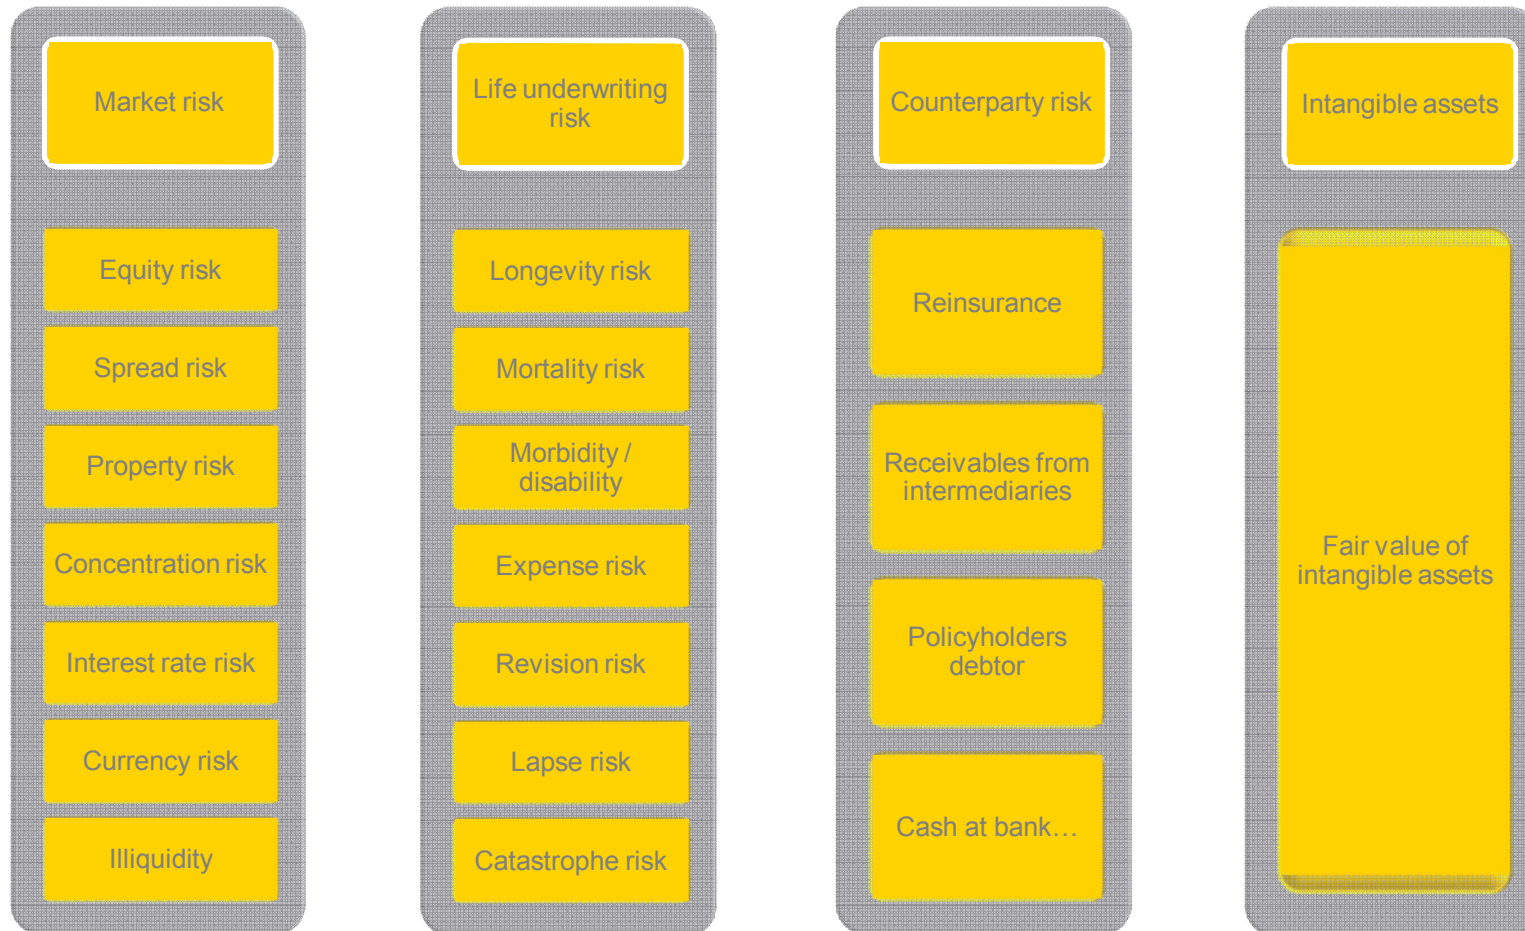 Market risk
Equity risk
Spread risk
Property risk
Concentration risk
Interest rate risk
Currency risk
Illiquidity
Life underwriting
risk
Longevity risk
Mortality risk
Morbidity /
disability
Expense risk
Revision risk
Lapse risk
Catastrophe risk
Counterparty risk
Reinsurance
Receivables from
intermediaries
Policyholders
debtor
Cash at bank…
Intangible assets
Fair value of
intangible assets